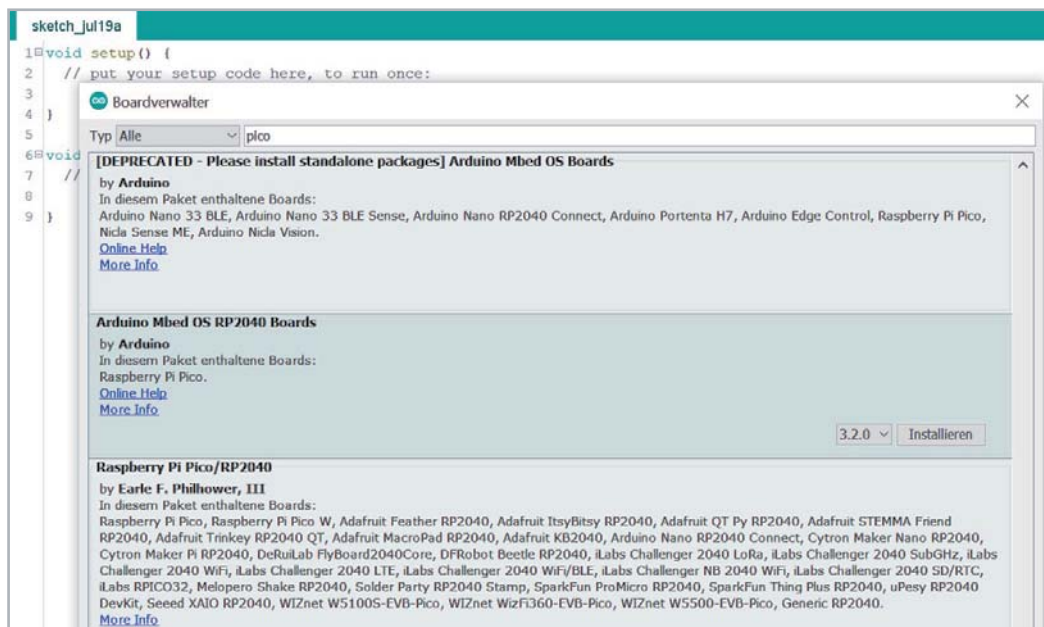 sketch_jul19a
1 void setup() {
2 // put your setup code here, to run once:
3
Boardverwalter
4 }
5
Typ Alle pico
6 void
[DEPRECATED - Please install standalone packages] Arduino Mbed OS Boards
7 //
by Arduino
8
In diesem Paket enthaltene Boards:
9 }
Arduino Nano 33 BLE, Arduino Nano 33 BLE Sense, Arduino Nano RP2040 Connect, Arduino Portenta H7, Arduino Edge Control, Raspberry Pi Pico,
Nicla Sense ME, Arduino Nicla Vision.
Online Help
More Info
Arduino Mbed OS RP2040 Boards
by Arduino
In diesem Paket enthaltene Boards:
Raspberry Pi Pico.
Online Help
More Info
3.2.0 Installieren
Raspberry Pi Pico/RP2040
by Earle F. Philhower, III
In diesem Paket enthaltene Boards:
Raspberry Pi Pico, Raspberry Pi Pico W, Adafruit Feather RP2040, Adafruit ItsyBitsy RP2040, Adafruit QT Py RP2040, Adafruit STEMMA Friend
RP2040, Adafruit Trinkey RP2040 QT, Adafruit MacroPad RP2040, Adafruit KB2040, Arduino Nano RP2040 Connect, Cytron Maker Nano RP2040,
Cytron Maker Pi RP2040, DeRuiLab FlyBoard2040Core, DFRobot Beetle RP2040, iLabs Challenger 2040 LoRa, iLabs Challenger 2040 SubGHz, iLabs
Challenger 2040 WiFi, iLabs Challenger 2040 LTE, iLabs Challenger 2040 WiFi/BLE, iLabs Challenger NB 2040 WiFi, iLabs Challenger 2040 SD/RTC,
iLabs RPICO32, Melopero Shake RP2040, Solder Party RP2040 Stamp, SparkFun ProMicro RP2040, SparkFun Thing Plus RP2040, uPesy RP2040
DevKit, Seeed XAIO RP2040, WIZnet W5100S-EVB-Pico, WIZnet WizFi360-EVB-Pico, WIZnet W5500-EVB-Pico, Generic RP2040.
More Info